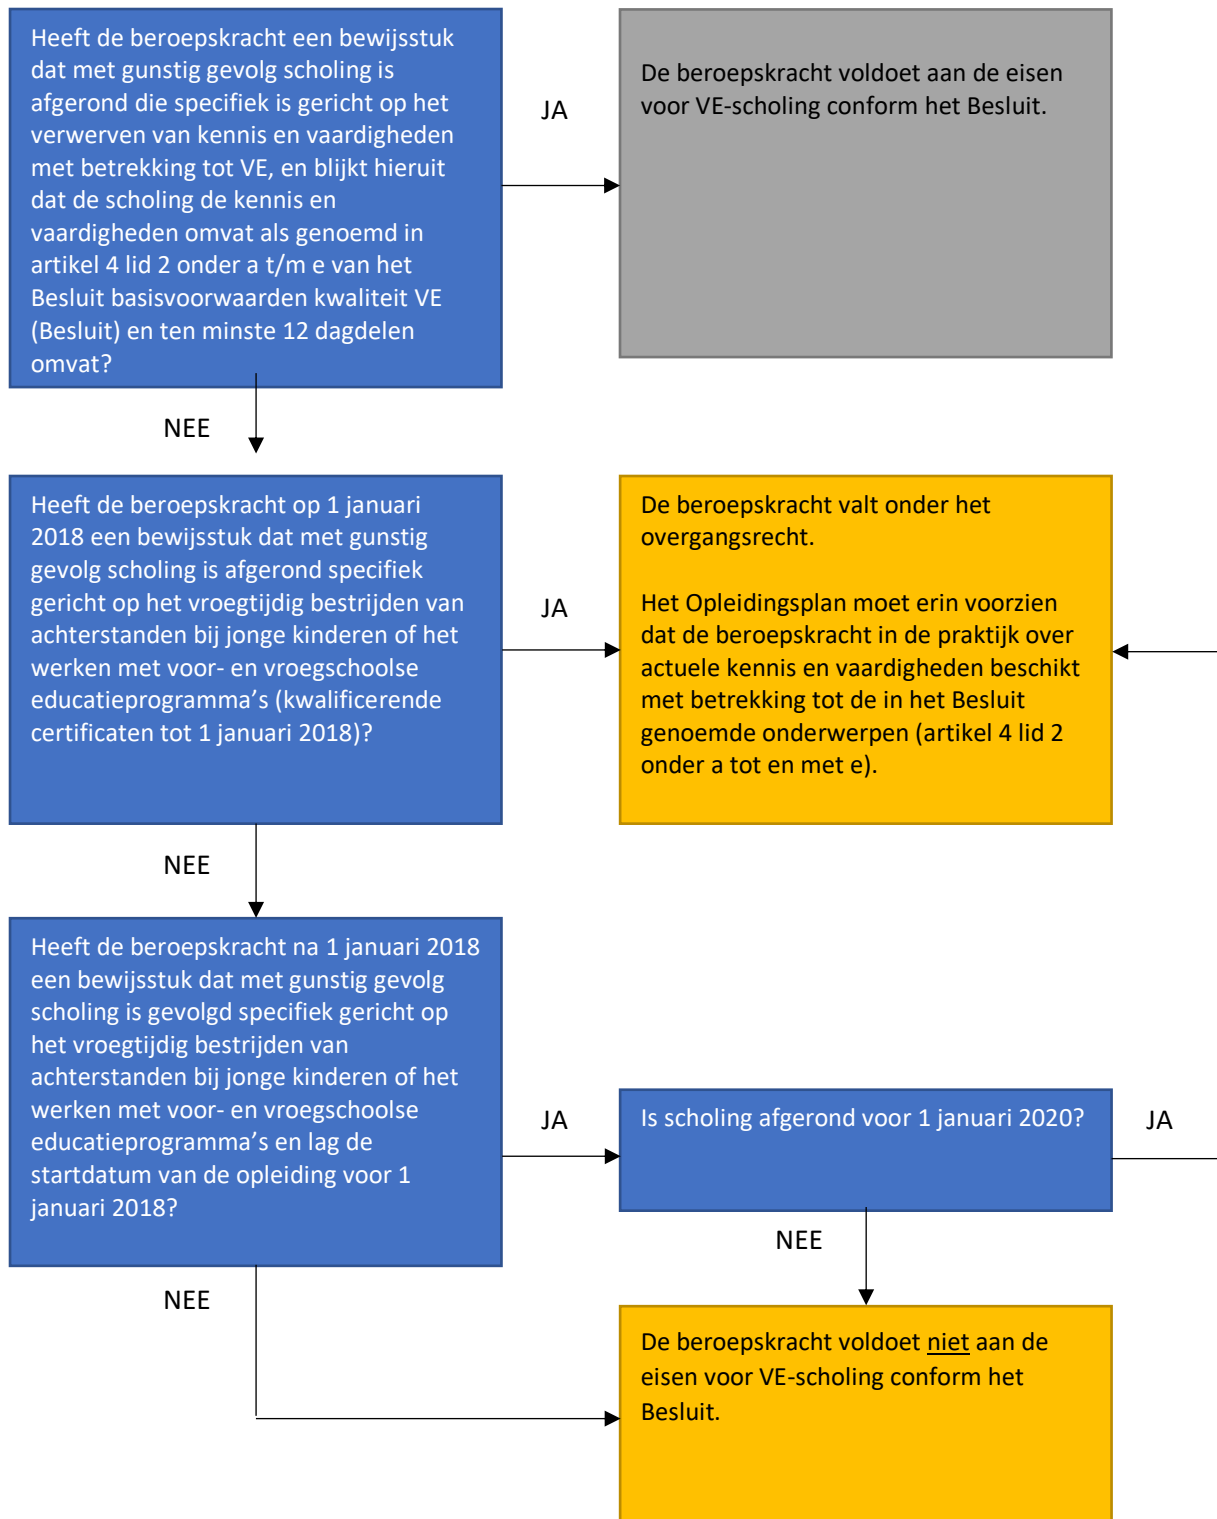 Heeft de beroepskracht een bewijsstuk
dat met gunstig gevolg scholing is
afgerond die specifiek is gericht op het
verwerven van kennis en vaardigheden
met betrekking tot VE, en blijkt hieruit
dat de scholing de kennis en
vaardigheden omvat als genoemd in
artikel 4 lid 2 onder a t/m e van het
Besluit basisvoorwaarden kwaliteit VE
(Besluit) en ten minste 12 dagdelen
omvat?
JA
De beroepskracht voldoet aan de eisen
voor VE-scholing conform het Besluit.
NEE
Heeft de beroepskracht op 1 januari
2018 een bewijsstuk dat met gunstig
gevolg scholing is afgerond specifiek
gericht op het vroegtijdig bestrijden van
achterstanden bij jonge kinderen of het
werken met voor- en vroegschoolse
educatieprogramma's (kwalificerende
certificaten tot 1 januari 2018)?
JA
De beroepskracht valt onder het
overgangsrecht.
Het Opleidingsplan moet erin voorzien
dat de beroepskracht in de praktijk over
actuele kennis en vaardigheden beschikt
met betrekking tot de in het Besluit
genoemde onderwerpen (artikel 4 lid 2
onder a tot en met e).
NEE
Heeft de beroepskracht na 1 januari 2018
een bewijsstuk dat met gunstig gevolg
scholing is gevolgd specifiek gericht op
het vroegtijdig bestrijden van
achterstanden bij jonge kinderen of het
werken met voor- en vroegschoolse
educatieprogramma's en lag de
startdatum van de opleiding voor 1
januari 2018?
JA
Is scholing afgerond voor 1 januari 2020?
JA
NEE
NEE
De beroepskracht voldoet niet aan de
eisen voor VE-scholing conform het
Besluit.